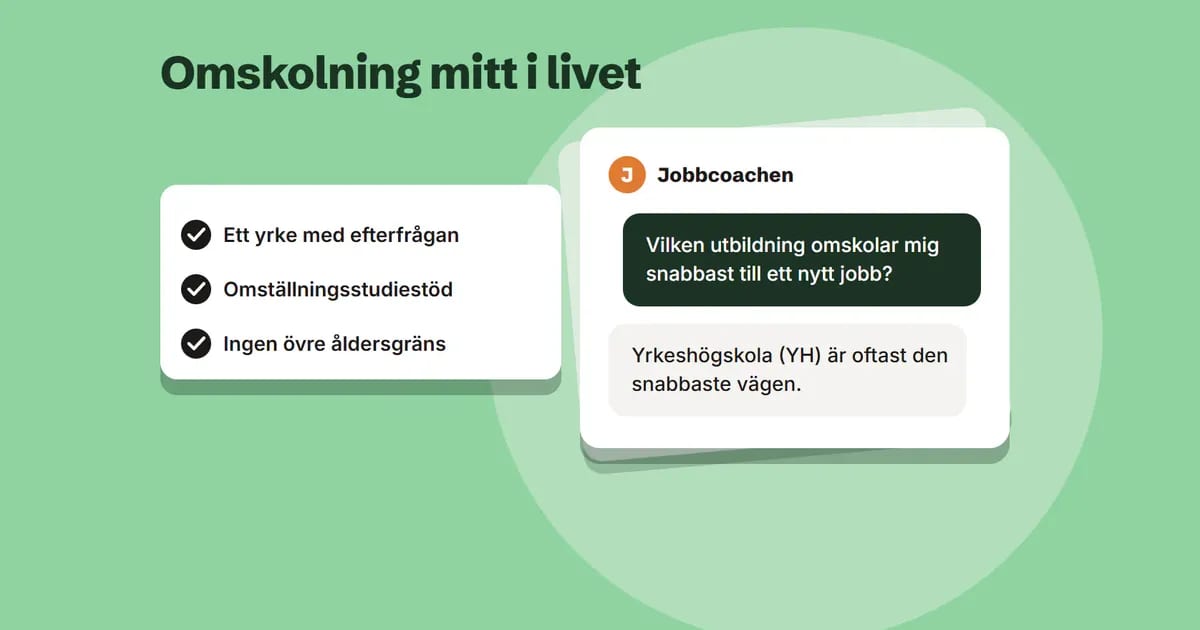 Omskolning mitt i livet
Ett yrke med efterfrågan
Omställningsstudiestöd
Ingen övre åldersgräns
J Jobbcoachen
Vilken utbildning omskolar mig
snabbast till ett nytt jobb?
Yrkeshögskola (YH) är oftast den
snabbaste vägen.